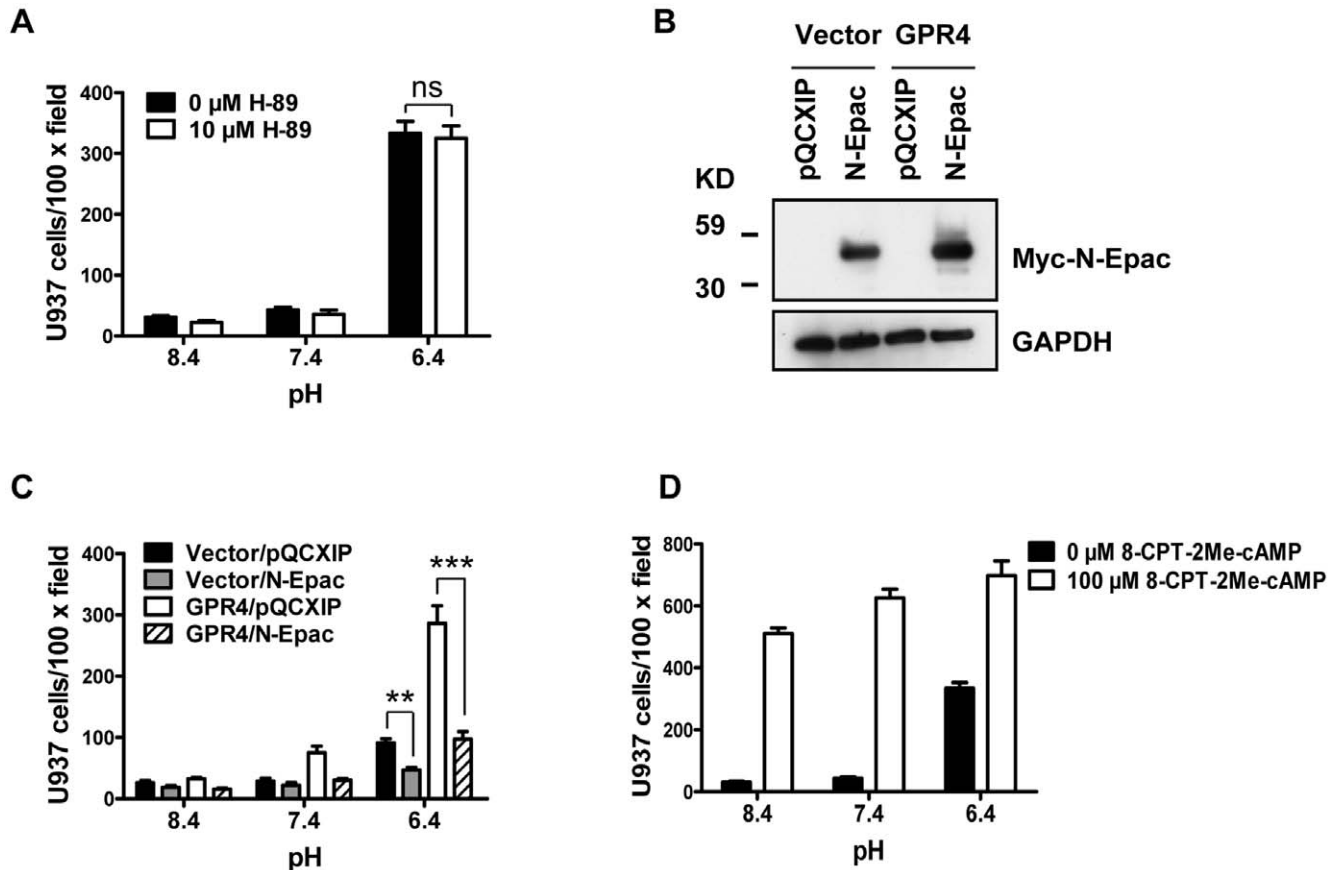 A
U937 cells/100 x field
400
300
200
100
0
0 µM H-89
10 µM H-89
ns
8.4 7.4 6.4
pH
B
Vector GPR4
pQCXIP N-Epac pQCXIP N-Epac
KD
59
30
Myc-N-Epac
GAPDH
C
U937 cells/100 x field
400
300
200
100
0
Vector/pQCXIP
Vector/N-Epac
GPR4/pQCXIP
GPR4/N-Epac
***
**
8.4 7.4 6.4
pH
D
U937 cells/100 x field
800
600
400
200
0
0 µM 8-CPT-2Me-cAMP
100 µM 8-CPT-2Me-cAMP
8.4 7.4 6.4
pH